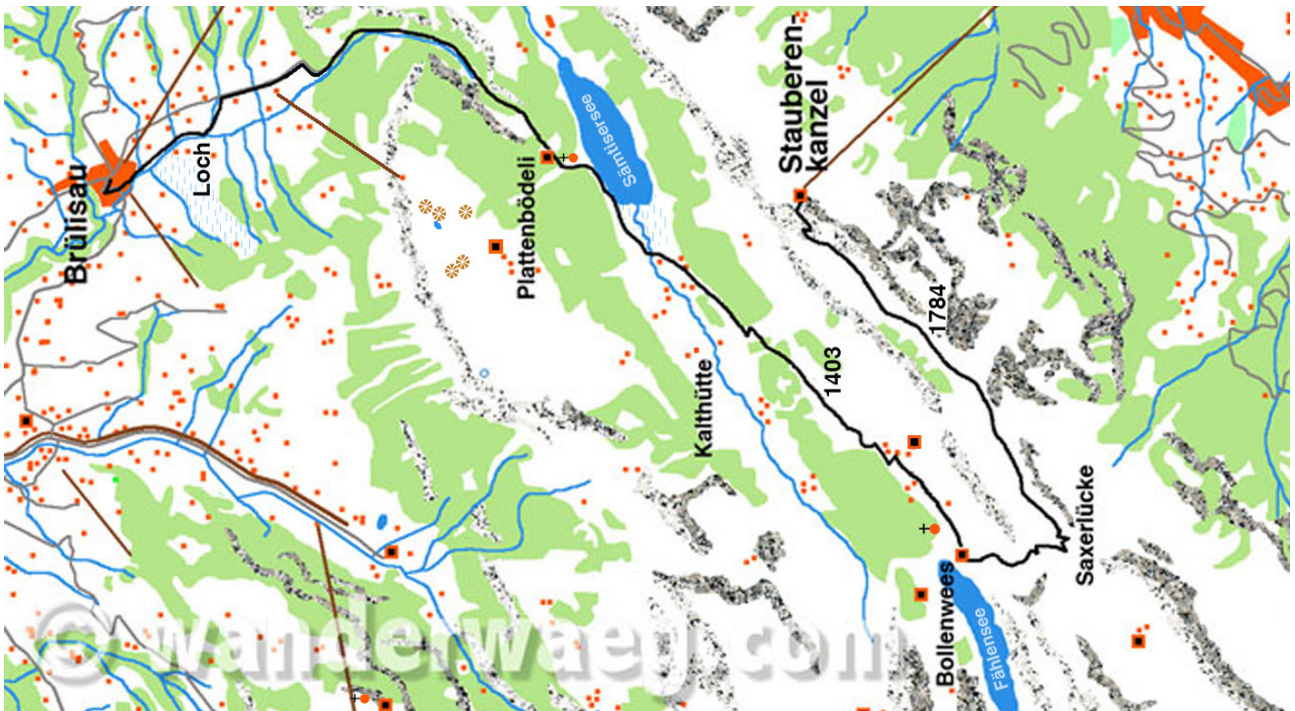 Brülisau
Loch
Plattenbödeli
Sämtisersee
Stauberen-
kanzel
1784
1403
Kalthütte
Saxerlücke
Bollenwees
Fählensee
© wanderwaeg.com